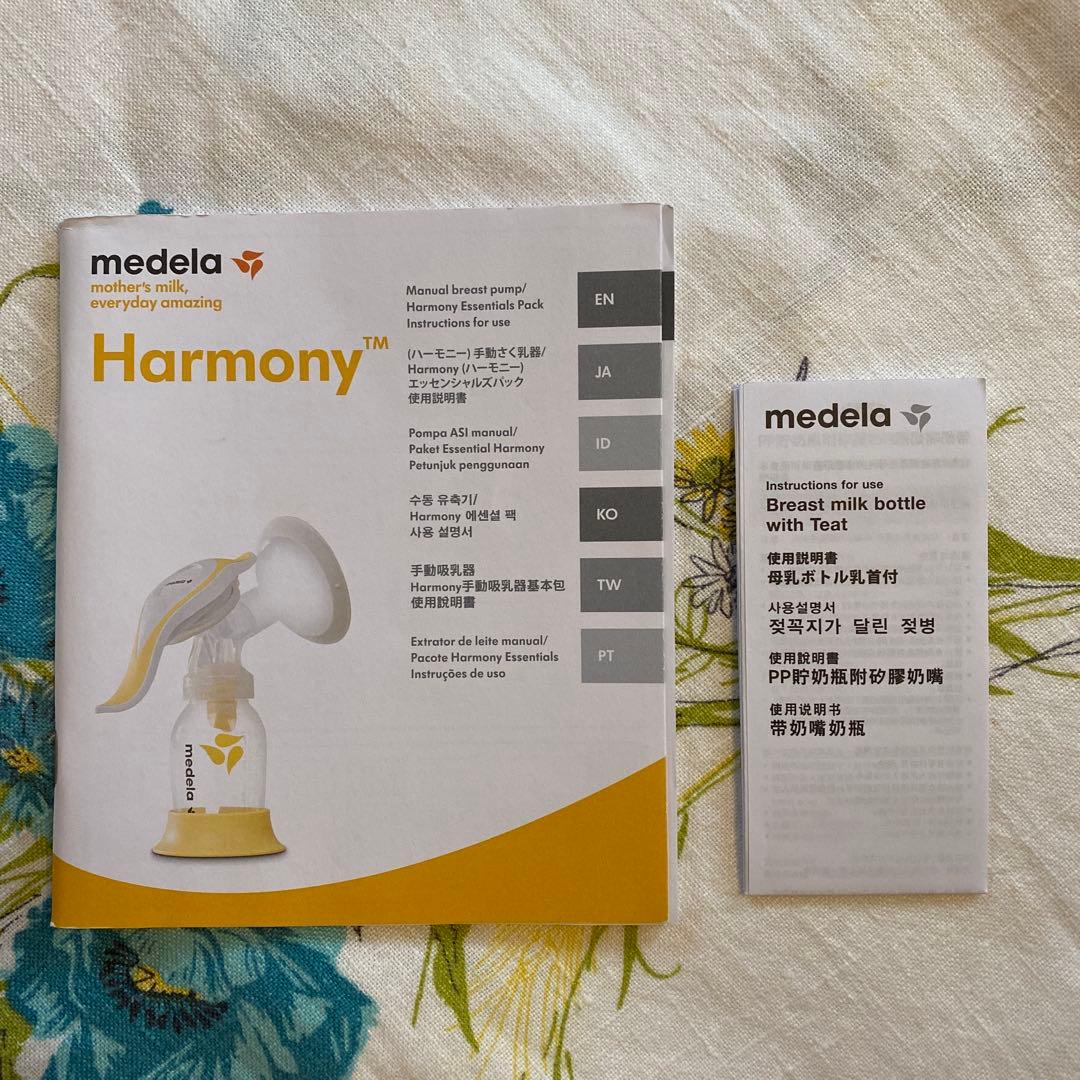 medela
mother's milk,
everyday amazing
Harmony™
Manual breast pump/
Harmony Essentials Pack
Instructions for use
EN
(ハーモニー) 手動さく乳器/
Harmony (ハーモニー)
エッセンシャルズパック
使用説明書
JA
Pompa ASI manual/
Paket Essential Harmony
Petunjuk penggunaan
ID
수동 유축기/
Harmony 에센셜 팩
사용 설명서
KO
手動吸乳器
Harmony手動吸乳器基本包
使用說明書
TW
Extrator de leite manual/
Pacote Harmony Essentials
Instruções de uso
PT
medela
medela
medela
Instructions for use
Breast milk bottle
with Teat
使用説明書
母乳ボトル乳首付
사용설명서
젖꼭지가 달린 젖병
使用說明書
PP貯奶瓶附矽膠奶嘴
使用说明书
带奶嘴奶瓶